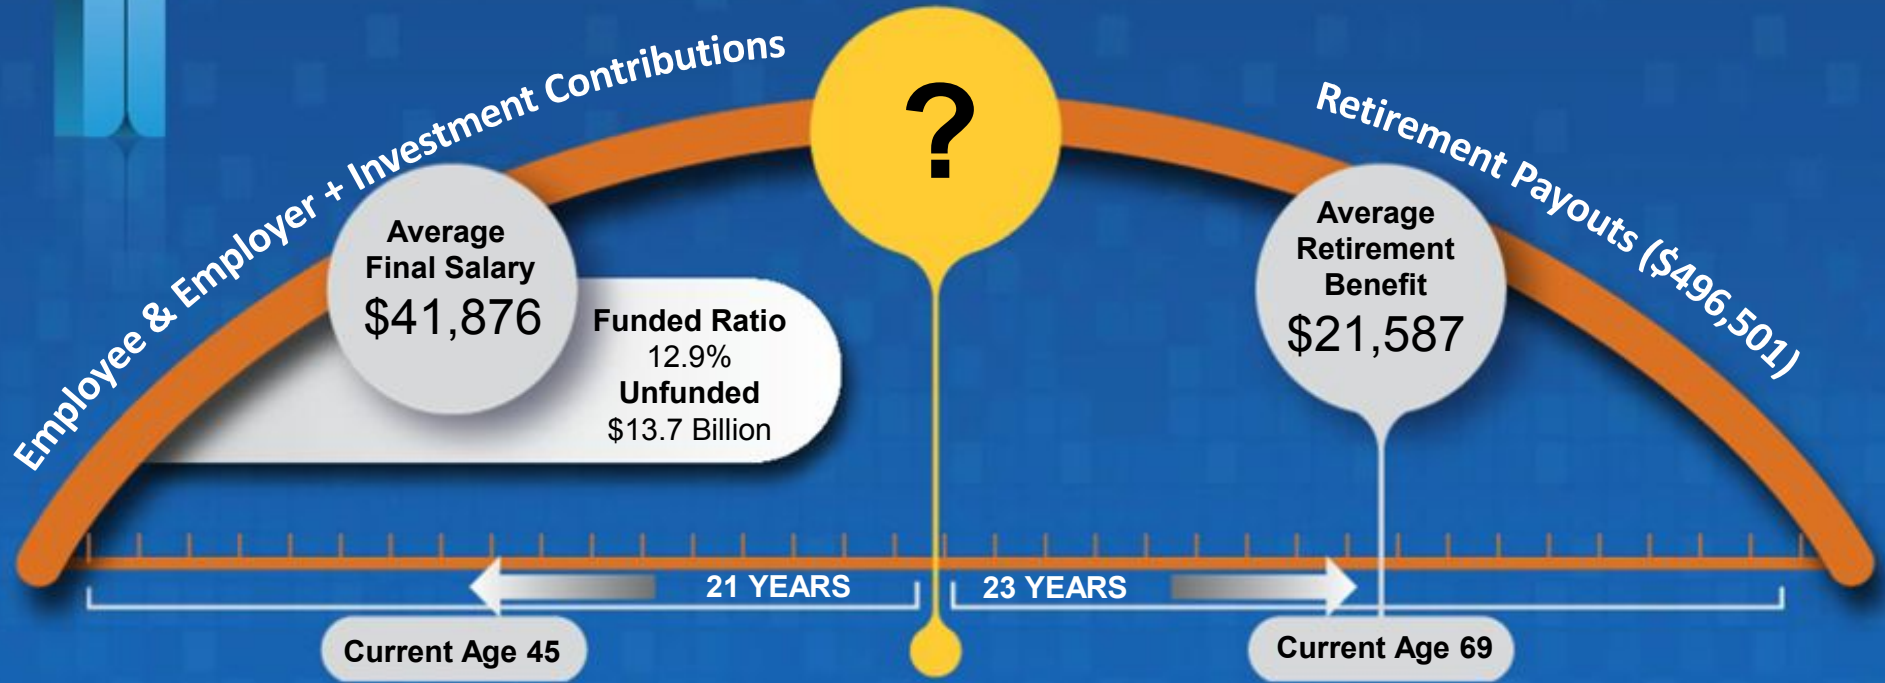 Employee & Employer + Investment Contributions
?
Retirement Payouts ($496,501)
Average
Final Salary
$41,876
Funded Ratio
12.9%
Unfunded
$13.7 Billion
Average
Retirement
Benefit
$21,587
21 YEARS
23 YEARS
Current Age 45
Current Age 69